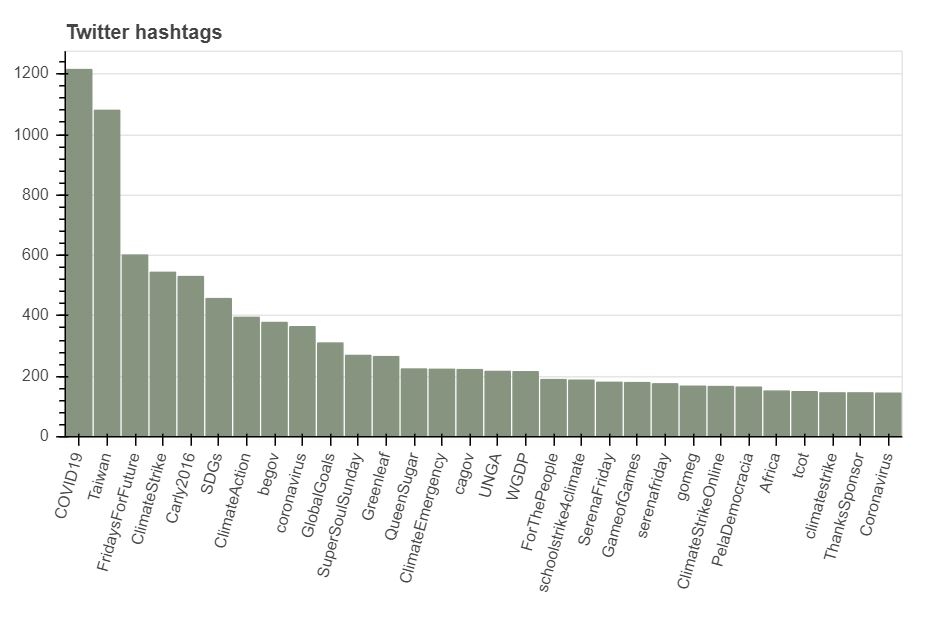 Twitter hashtags
1200
1000
800
600
400
200
0
COVID19
Taiwan
FridaysForFuture
ClimateStrike
Carly2016
SDGs
ClimateAction
begov
coronavirus
GlobalGoals
SuperSoulSunday
Greenleaf
QueenSugar
ClimateEmergency
cagov
UNGA
WGDP
ForThePeople
schoolstrike4climate
SerenaFriday
GameofGames
serenafriday
gomeg
ClimateStrikeOnline
PelaDemocracia
Africa
tcot
climatestrike
ThanksSponsor
Coronavirus